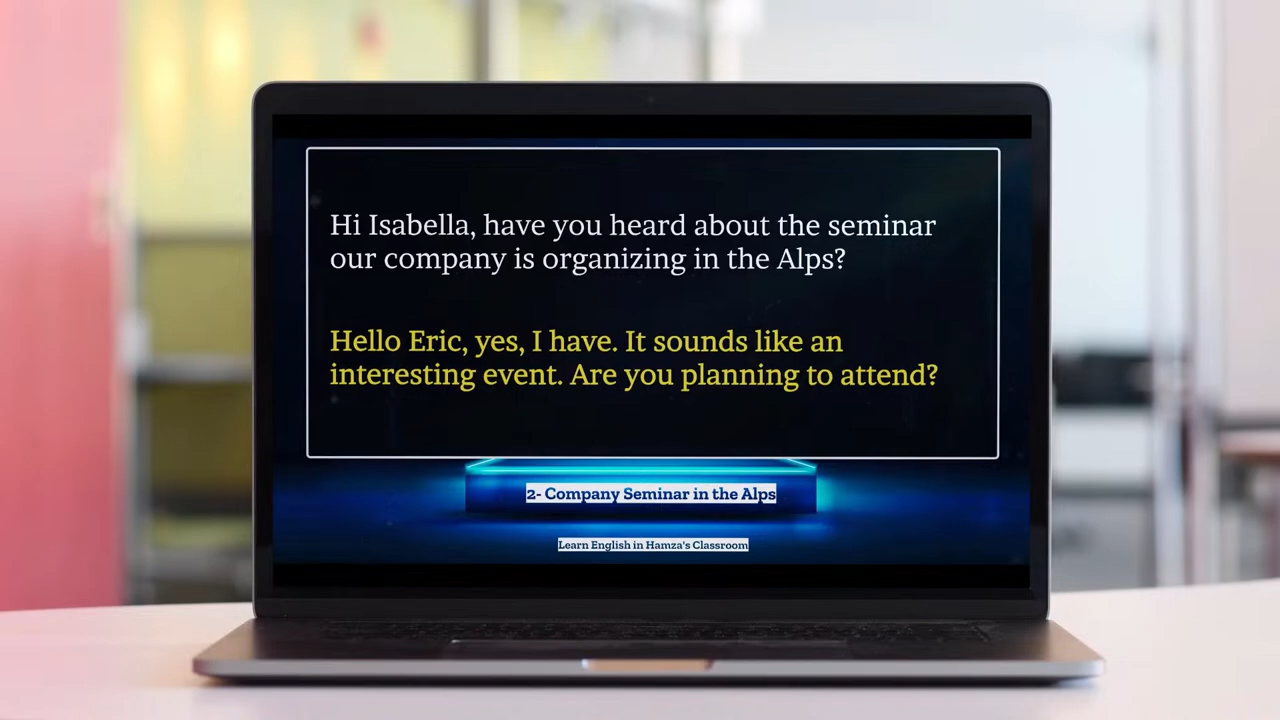 Hi Isabella, have you heard about the seminar
our company is organizing in the Alps?
Hello Eric, yes, I have. It sounds like an
interesting event. Are you planning to attend?
2- Company Seminar in the Alps
Learn English in Hamza's Classroom